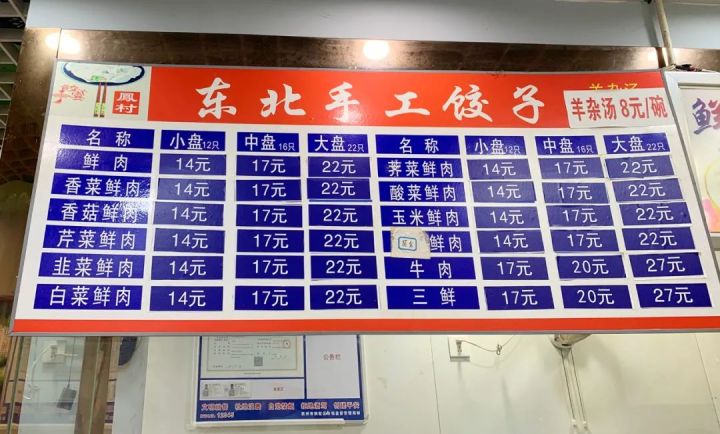 鳳村
东北手工饺子
羊杂汤
羊杂汤 8元/碗
名称 小盘12只 中盘16只 大盘22只 名称 小盘12只 中盘16只 大盘22只
鲜肉 14元 17元 22元 荠菜鲜肉 14元 17元 22元
香菜鲜肉 14元 17元 22元 酸菜鲜肉 14元 17元 22元
香菇鲜肉 14元 17元 22元 玉米鲜肉 14元 17元 22元
芹菜鲜肉 14元 17元 22元 鲜肉 14元 17元 22元
韭菜鲜肉 14元 17元 22元 牛肉 17元 20元 27元
白菜鲜肉 14元 17元 22元 三鲜 17元 20元 27元
鲜
公告栏
12345